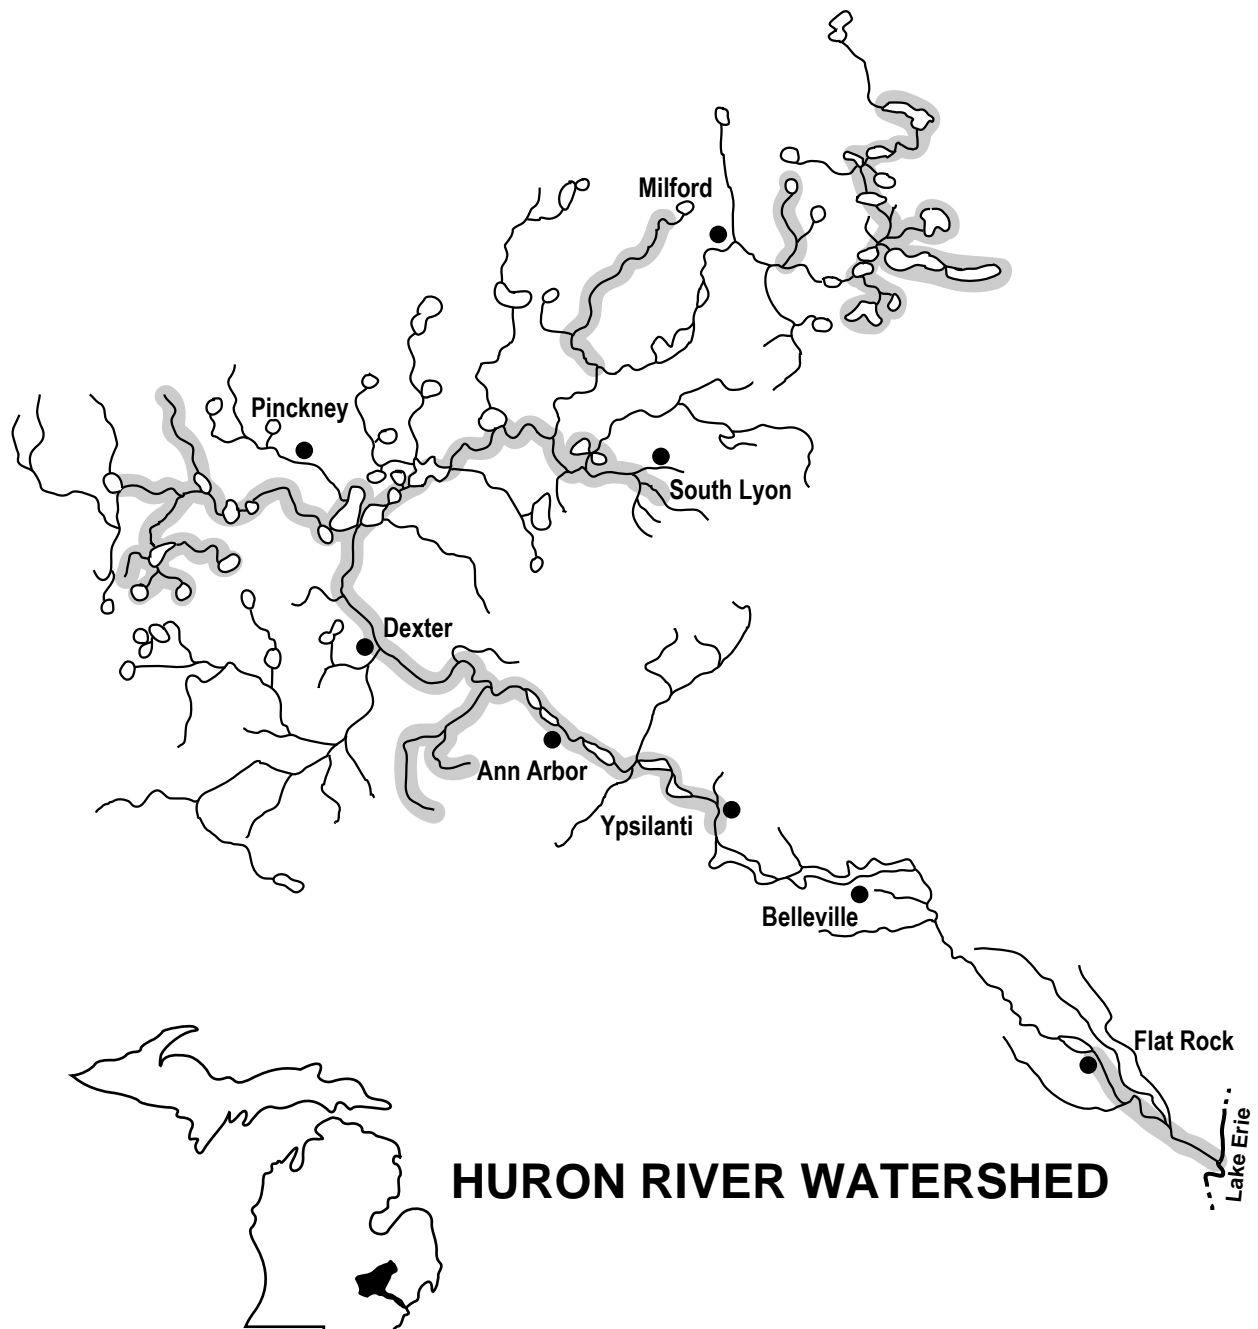 Milford
Pinckney
South Lyon
Dexter
Ann Arbor
Ypsilanti
Belleville
Flat Rock
Lake Erie
HURON RIVER WATERSHED